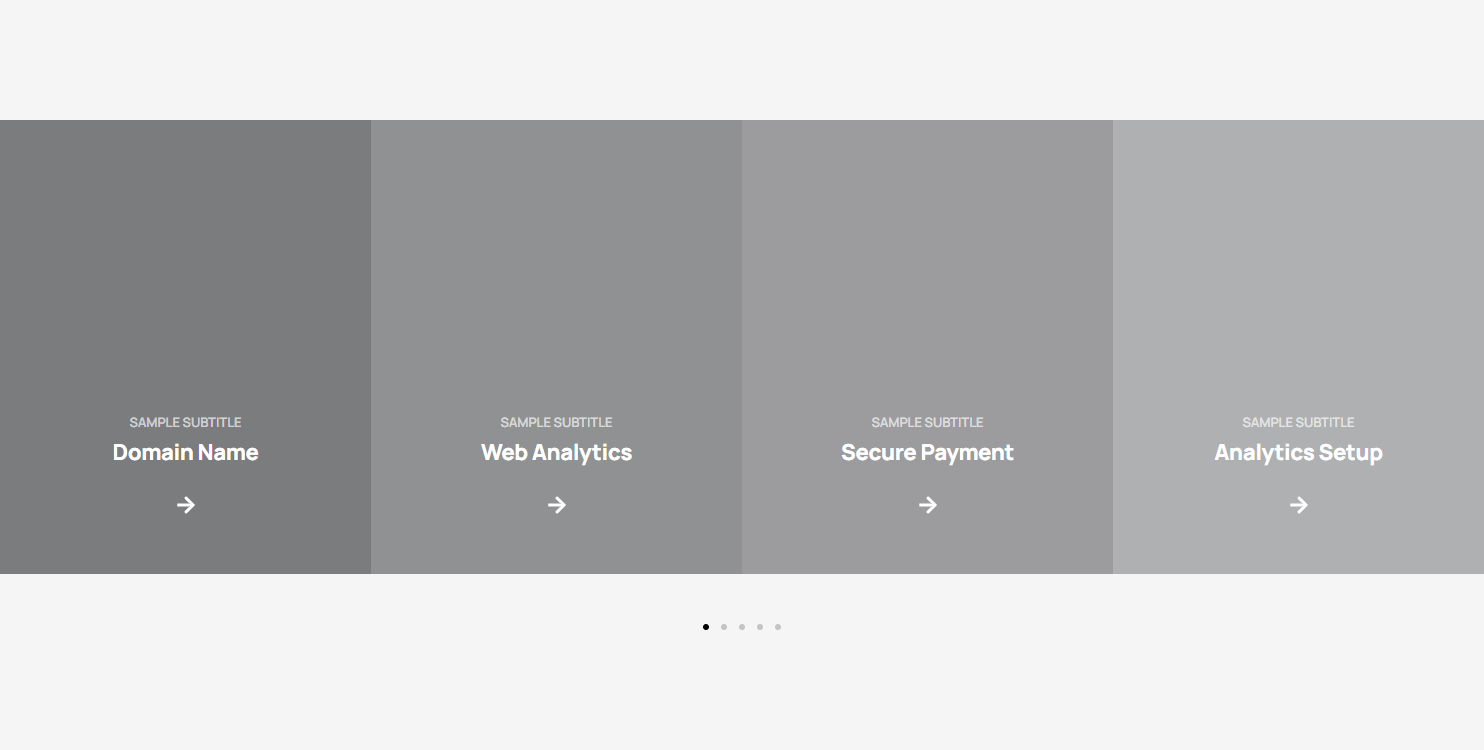 SAMPLE SUBTITLE
Domain Name
SAMPLE SUBTITLE
Web Analytics
SAMPLE SUBTITLE
Secure Payment
SAMPLE SUBTITLE
Analytics Setup